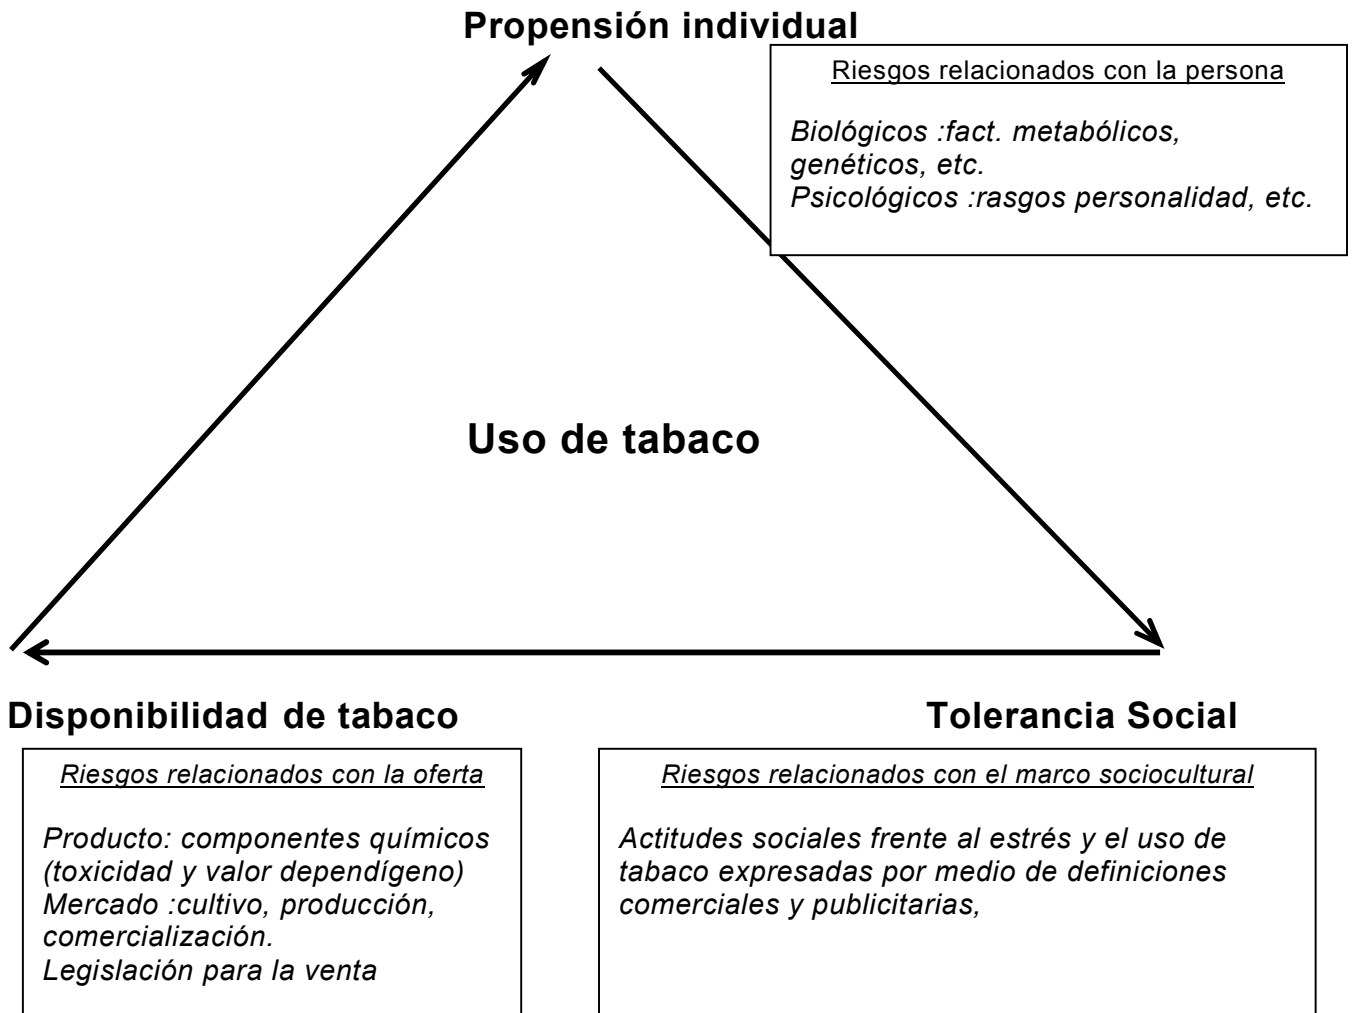 Propensión individual
Riesgos relacionados con la persona
Biológicos :fact. metabólicos,
genéticos, etc.
Psicológicos :rasgos personalidad, etc.
Uso de tabaco
Disponibilidad de tabaco
Riesgos relacionados con la oferta
Producto: componentes químicos
(toxicidad y valor dependígeno)
Mercado :cultivo, producción,
comercialización.
Legislación para la venta
Tolerancia Social
Riesgos relacionados con el marco sociocultural
Actitudes sociales frente al estrés y el uso de
tabaco expresadas por medio de definiciones
comerciales y publicitarias,